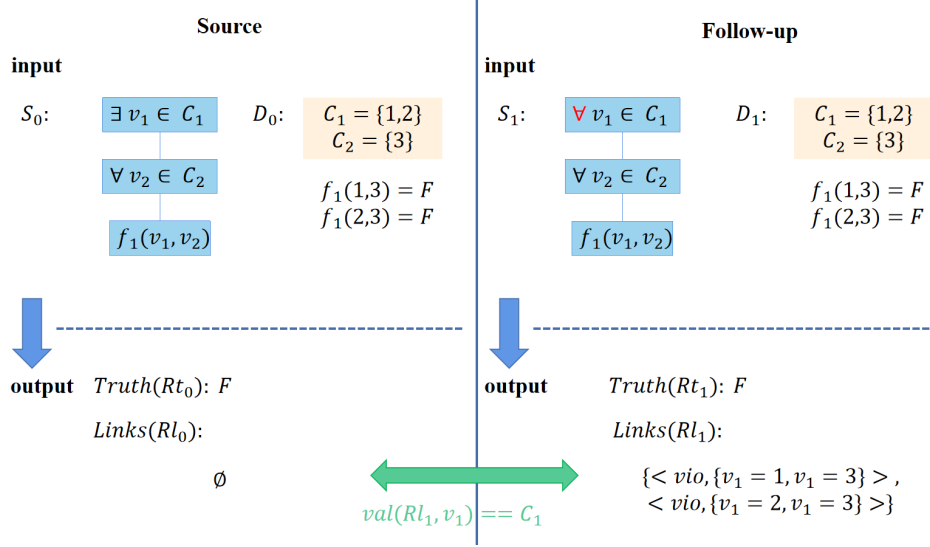 Source
input
S₀:
∃ v₁ ∈ C₁
∀ v₂ ∈ C₂
f₁(v₁, v₂)
D₀:
C₁ = {1,2}
C₂ = {3}
f₁(1,3) = F
f₁(2,3) = F
output
Truth(Rt₀): F
Links(Rl₀):
∅
Follow-up
input
S₁:
∀ v₁ ∈ C₁
∀ v₂ ∈ C₂
f₁(v₁, v₂)
D₁:
C₁ = {1,2}
C₂ = {3}
f₁(1,3) = F
f₁(2,3) = F
output
Truth(Rt₁): F
Links(Rl₁):
{< vio, {v₁ = 1, v₁ = 3} > ,
< vio, {v₁ = 2, v₁ = 3} >}
val(Rl₁, v₁) == C₁